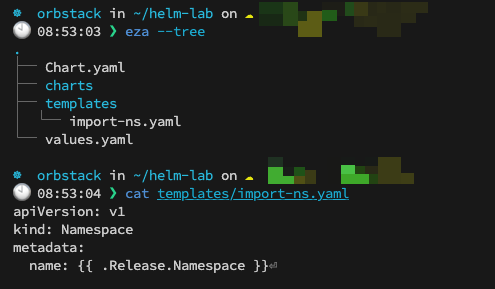 orbstack in ~/helm-lab on
08:53:03 ❯ eza --tree
.
├── Chart.yaml
├── charts
├── templates
│   └── import-ns.yaml
└── values.yaml
orbstack in ~/helm-lab on
08:53:04 ❯ cat templates/import-ns.yaml
apiVersion: v1
kind: Namespace
metadata:
  name: {{ .Release.Namespace }}⏎